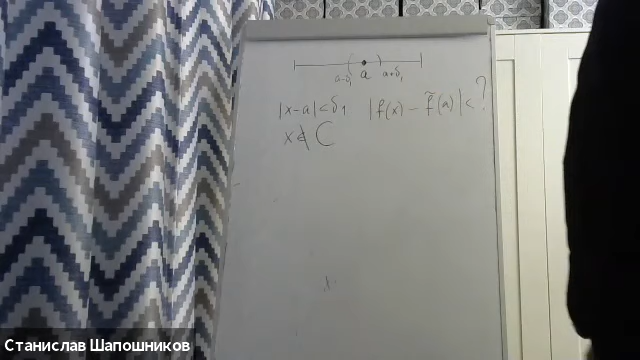 a-δ₁ a a+δ₁
|x-a|<δ₁ |f(x) - f̃(a)|< ?
x∉ C
x
Станислав Шапошников